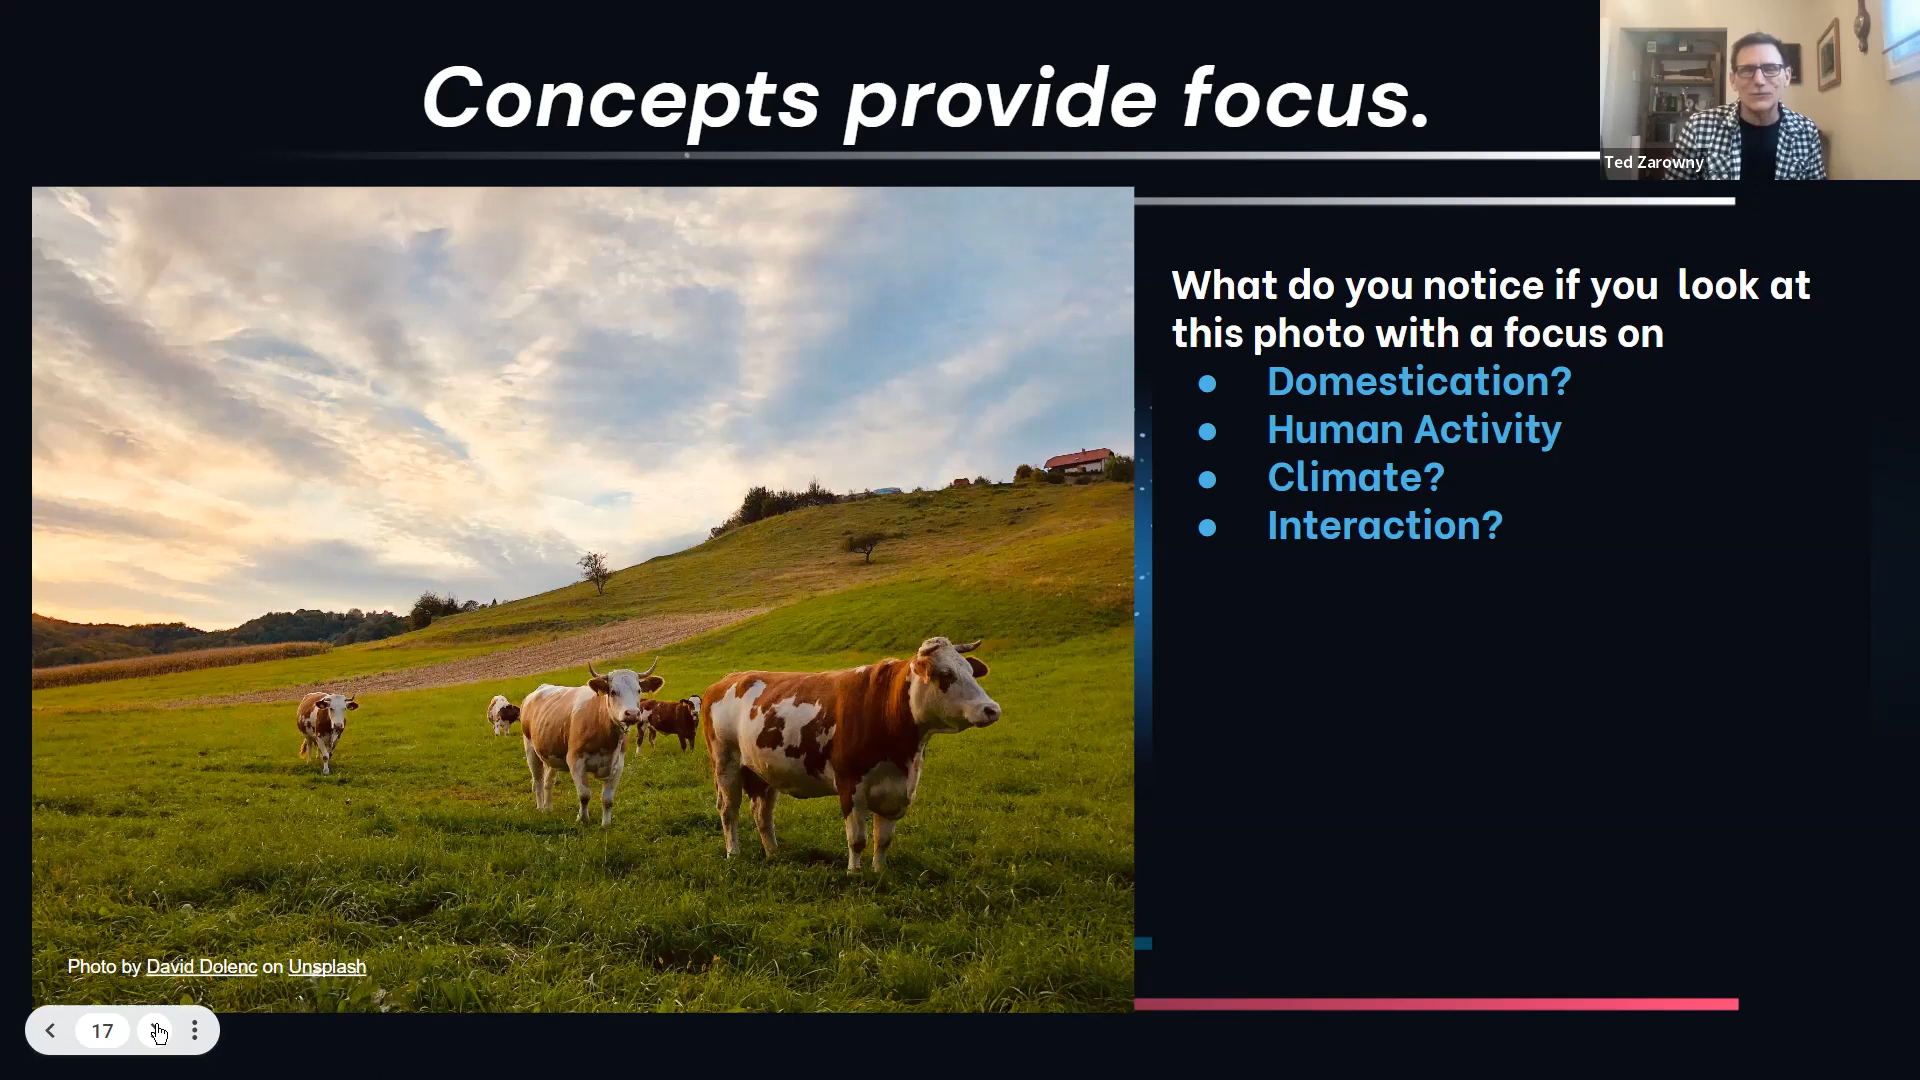 Concepts provide focus.
Ted Zarowny
What do you notice if you  look at
this photo with a focus on
● Domestication?
● Human Activity
● Climate?
● Interaction?
Photo by David Dolenc on Unsplash
17